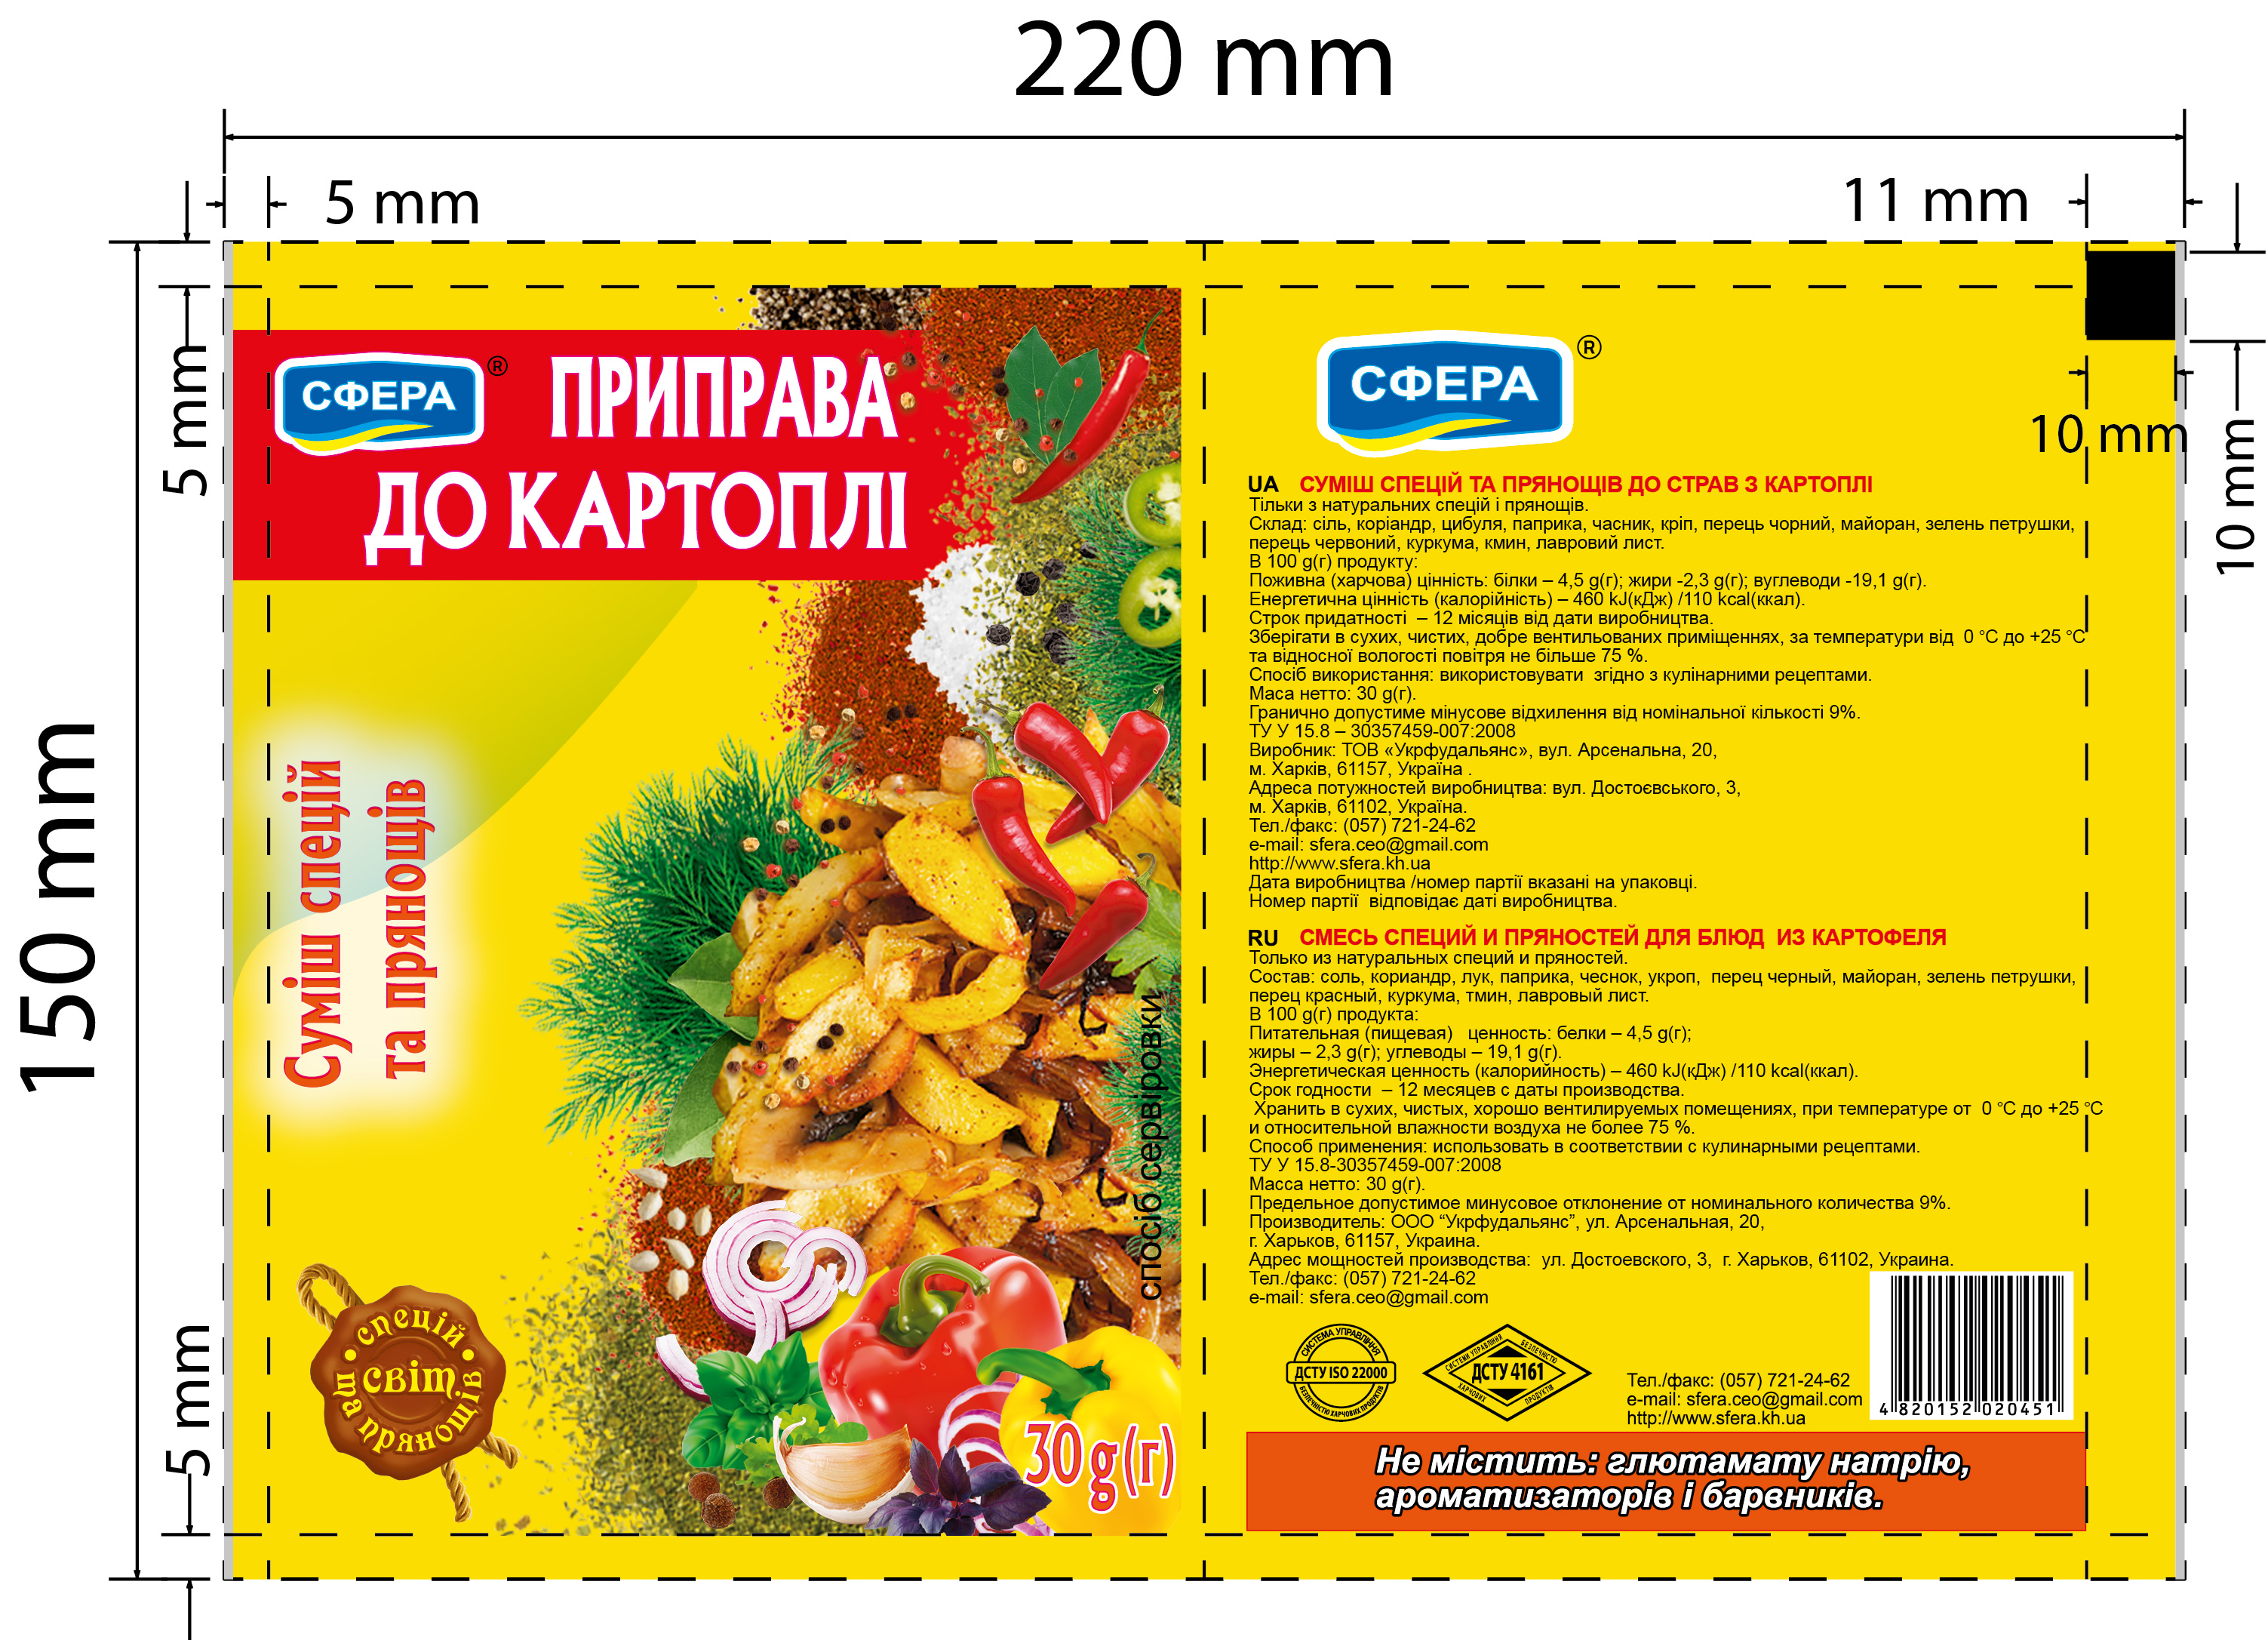 220 mm
5 mm
11 mm
5 mm
150 mm
5 mm
10 mm
10 mm
СФЕРА ®
ПРИПРАВА
ДО КАРТОПЛІ
Суміш спецій
та прянощів
спосіб сервіровки
спецій
світ
та прянощів
30 g(г)
СФЕРА ®
UA СУМІШ СПЕЦІЙ ТА ПРЯНОЩІВ ДО СТРАВ З КАРТОПЛІ
Тільки з натуральних спецій і прянощів.
Склад: сіль, коріандр, цибуля, паприка, часник, кріп, перець чорний, майоран, зелень петрушки,
перець червоний, куркума, кмин, лавровий лист.
В 100 g(г) продукту:
Поживна (харчова) цінність: білки – 4,5 g(г); жири -2,3 g(г); вуглеводи -19,1 g(г).
Енергетична цінність (калорійність) – 460 kJ(кДж) /110 kcal(ккал).
Строк придатності – 12 місяців від дати виробництва.
Зберігати в сухих, чистих, добре вентильованих приміщеннях, за температури від 0 °С до +25 °С
та відносної вологості повітря не більше 75 %.
Спосіб використання: використовувати згідно з кулінарними рецептами.
Маса нетто: 30 g(г).
Гранично допустиме мінусове відхилення від номінальної кількості 9%.
ТУ У 15.8 – 30357459-007:2008
Виробник: ТОВ «Укрфудальянс», вул. Арсенальна, 20,
м. Харків, 61157, Україна .
Адреса потужностей виробництва: вул. Достоєвського, 3,
м. Харків, 61102, Україна.
Тел./факс: (057) 721-24-62
e-mail: sfera.ceo@gmail.com
http://www.sfera.kh.ua
Дата виробництва /номер партії вказані на упаковці.
Номер партії відповідає даті виробництва.
RU СМЕСЬ СПЕЦИЙ И ПРЯНОСТЕЙ ДЛЯ БЛЮД ИЗ КАРТОФЕЛЯ
Только из натуральных специй и пряностей.
Состав: соль, кориандр, лук, паприка, чеснок, укроп, перец черный, майоран, зелень петрушки,
перец красный, куркума, тмин, лавровый лист.
В 100 g(г) продукта:
Питательная (пищевая) ценность: белки – 4,5 g(г);
жиры – 2,3 g(г); углеводы – 19,1 g(г).
Энергетическая ценность (калорийность) – 460 kJ(кДж) /110 kcal(ккал).
Срок годности – 12 месяцев с даты производства.
Хранить в сухих, чистых, хорошо вентилируемых помещениях, при температуре от 0 °С до +25 °С
и относительной влажности воздуха не более 75 %.
Способ применения: использовать в соответствии с кулинарными рецептами.
ТУ У 15.8-30357459-007:2008
Масса нетто: 30 g(г).
Предельное допустимое минусовое отклонение от номинального количества 9%.
Производитель: ООО “Укрфудальянс”, ул. Арсенальная, 20,
г. Харьков, 61157, Украина.
Адрес мощностей производства: ул. Достоевского, 3, г. Харьков, 61102, Украина.
Тел./факс: (057) 721-24-62
e-mail: sfera.ceo@gmail.com
СИСТЕМА УПРАВЛІННЯ
ДСТУ ISO 22000
БЕЗПЕЧНІСТЮ ХАРЧОВИХ ПРОДУКТІВ
СИСТЕМИ УПРАВЛІННЯ БЕЗПЕЧНІСТЮ
ДСТУ 4161
ХАРЧОВИХ ПРОДУКТІВ
Тел./факс: (057) 721-24-62
e-mail: sfera.ceo@gmail.com
http://www.sfera.kh.ua
4 820152 020451
Не містить: глютамату натрію,
ароматизаторів і барвників.